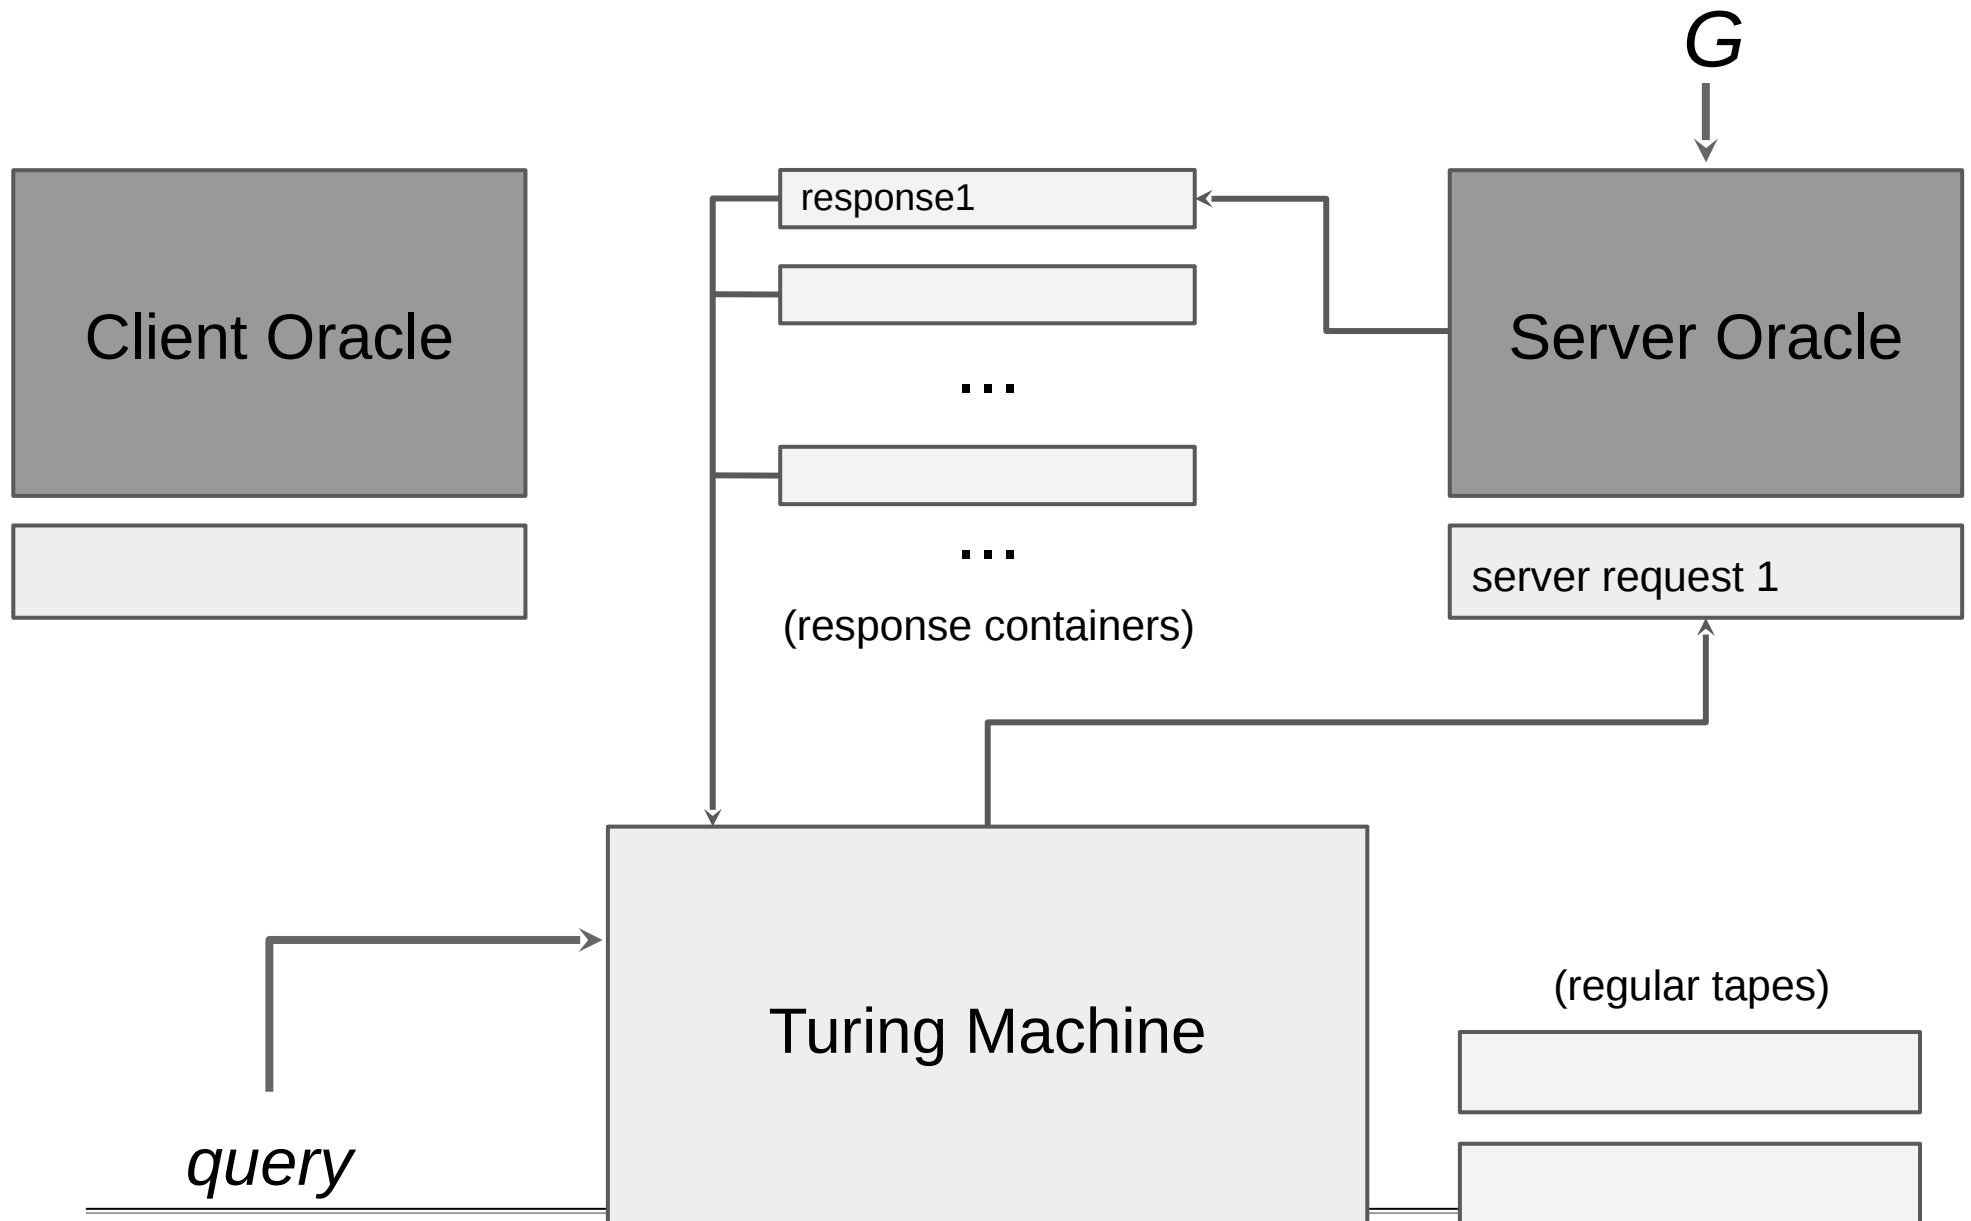 G
response1
Client Oracle
Server Oracle
...
...
server request 1
(response containers)
(regular tapes)
Turing Machine
query